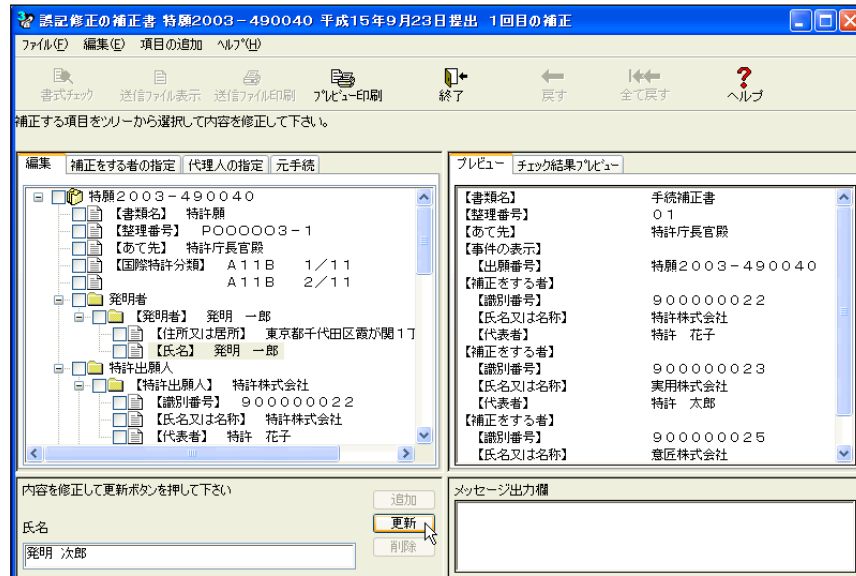 誤記修正の補正書 特願2003－490040 平成15年9月23日提出 1回目の補正
ﾌｧｲﾙ(F) 編集(E) 項目の追加 ﾍﾙﾌﾟ(H)
書式ﾁｪｯｸ 送信ﾌｧｲﾙ表示 送信ﾌｧｲﾙ印刷 ﾌﾟﾚﾋﾞｭｰ印刷 終了 戻す 全て戻す ヘルプ
補正する項目をツリーから選択して内容を修正して下さい。
編集 補正をする者の指定 代理人の指定 元手続
特願２００３－４９００４０
【書類名】 特許願
【整理番号】 Ｐ０００００３－１
【あて先】 特許庁長官殿
【国際特許分類】 Ａ１１Ｂ １／１１
Ａ１１Ｂ ２／１１
発明者
【発明者】 発明 一郎
【住所又は居所】 東京都千代田区霞が関１丁
【氏名】 発明 一郎
特許出願人
【特許出願人】 特許株式会社
【識別番号】 ９０００００００２２
【氏名又は名称】 特許株式会社
【代表者】 特許 花子
プレビュー ﾁｪｯｸ結果ﾌﾟﾚﾋﾞｭｰ
【書類名】 手続補正書
【整理番号】 ０１
【あて先】 特許庁長官殿
【事件の表示】
【出願番号】 特願２００３－４９００４０
【補正をする者】
【識別番号】 ９０００００００２２
【氏名又は名称】 特許株式会社
【代表者】 特許 花子
【補正をする者】
【識別番号】 ９０００００００２３
【氏名又は名称】 実用株式会社
【代表者】 特許 太郎
【補正をする者】
【識別番号】 ９０００００００２５
【氏名又は名称】 意匠株式会社
内容を修正して更新ボタンを押して下さい
追加
氏名
更新
発明 次郎
削除
メッセージ出力欄